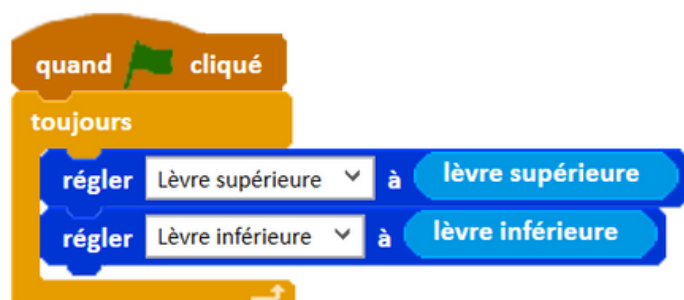 quand cliqué
toujours
régler Lèvre supérieure à lèvre supérieure
régler Lèvre inférieure à lèvre inférieure